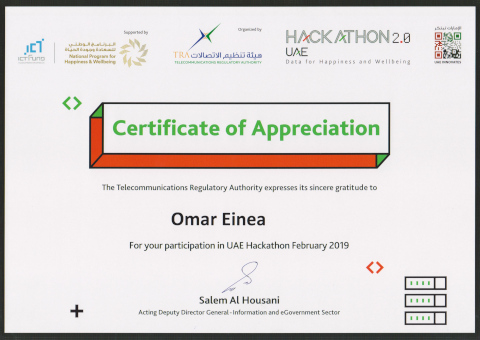 Supported by
Organized by
ICT
ICTFUND
البرنامج الوطني
للسعادة وجودة الحياة
National Program for
Happiness & Wellbeing
TRA
هيئة تنظيم الاتصالات
TELECOMMUNICATIONS REGULATORY AUTHORITY
HACKATHON 2.0
UAE
Data for Happiness and Wellbeing
الإمارات تبتكر
UAE INNOVATES
Certificate of Appreciation
The Telecommunications Regulatory Authority expresses its sincere gratitude to
Omar Einea
For your participation in UAE Hackathon February 2019
Salem Al Housani
Acting Deputy Director General - Information and eGovernment Sector